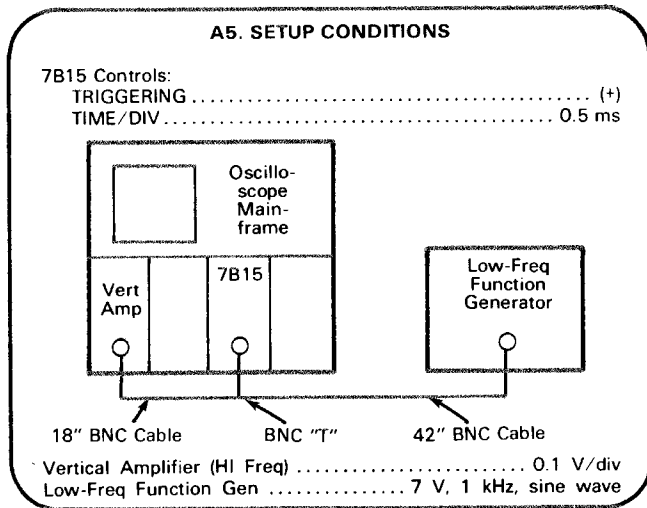 A5. SETUP CONDITIONS
7B15 Controls:
TRIGGERING ........................................ (+)
TIME/DIV ........................................ 0.5 ms
Oscillo-
scope
Main-
frame
Vert
Amp
7B15
Low-Freq
Function
Generator
18" BNC Cable
BNC "T"
42" BNC Cable
Vertical Amplifier (HI Freq) ........................ 0.1 V/div
Low-Freq Function Gen .............. 7 V, 1 kHz, sine wave